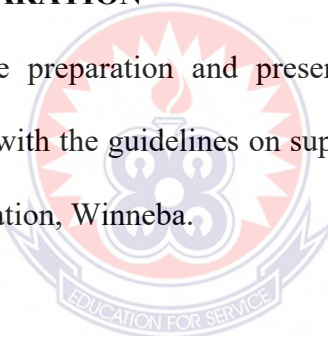 ARATION
e preparation and presen
with the guidelines on sup
ation, Winneba.
EDUCATION FOR SERVICE